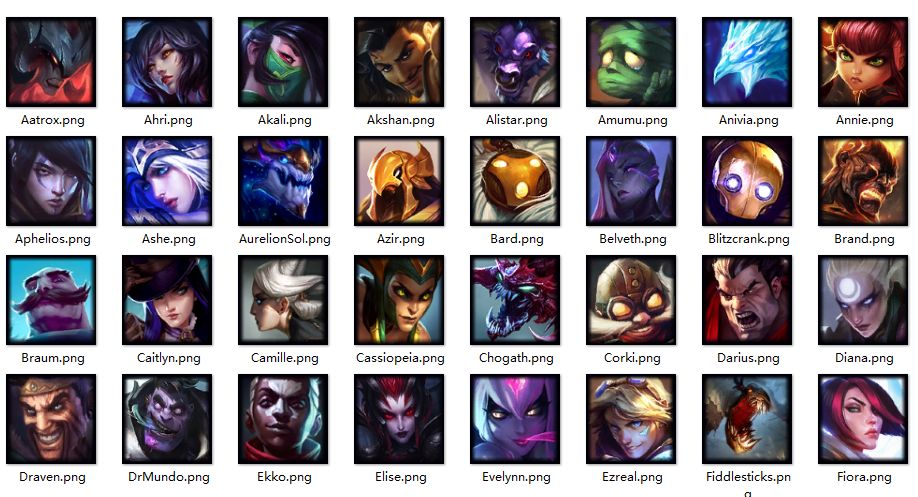 Aatrox.png Ahri.png Akali.png Akshan.png Alistar.png Amumu.png Anivia.png Annie.png
Aphelios.png Ashe.png AurelionSol.png Azir.png Bard.png Belveth.png Blitzcrank.png Brand.png
Braum.png Caitlyn.png Camille.png Cassiopeia.png Chogath.png Corki.png Darius.png Diana.png
Draven.png DrMundo.png Ekko.png Elise.png Evelynn.png Ezreal.png Fiddlesticks.pn Fiora.png
g